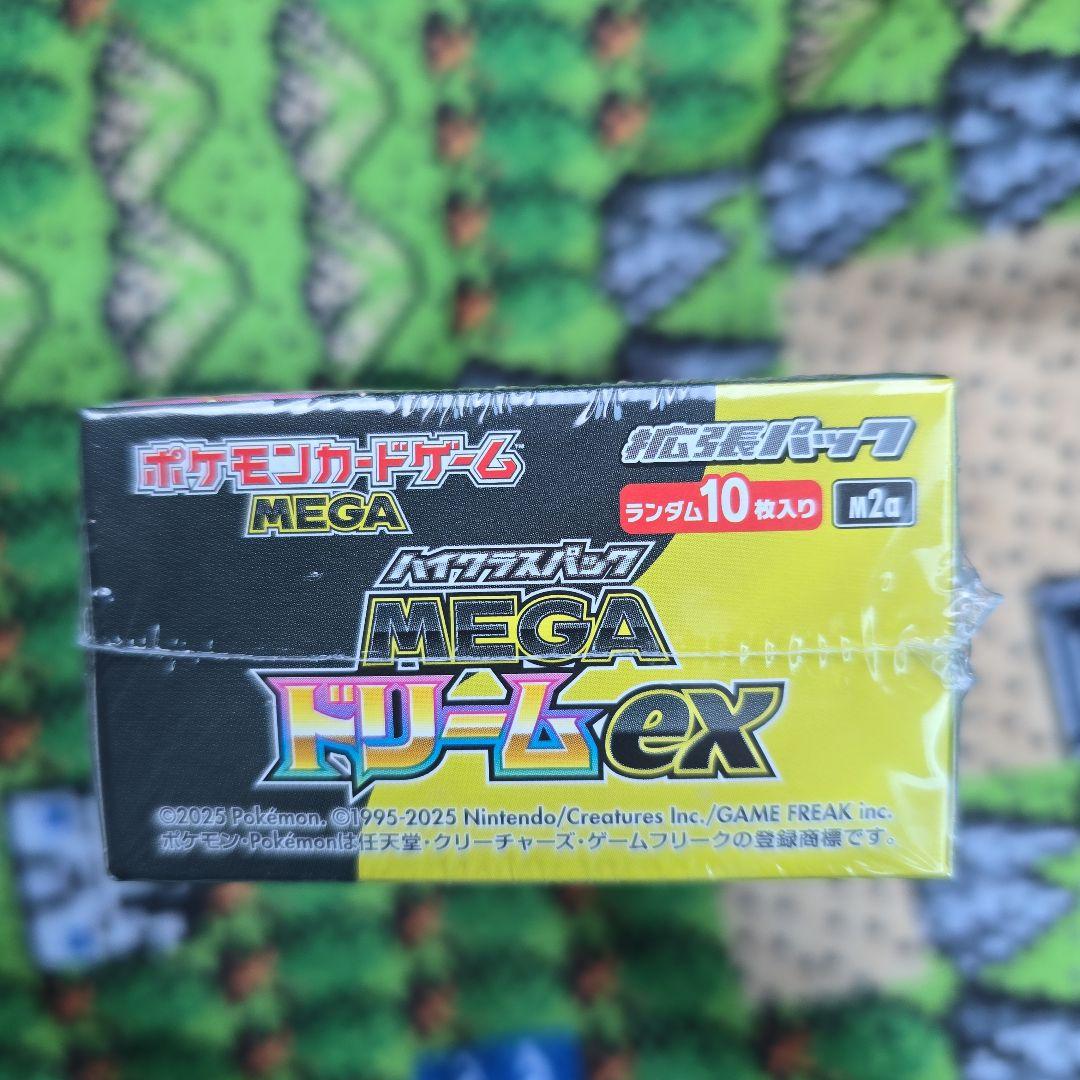 ポケモンカードゲーム™
MEGA
拡張パック
ランダム10枚入り
M2a
ハイクラスパック
MEGA
ドリームex
©2025 Pokémon. ©1995-2025 Nintendo/Creatures Inc./GAME FREAK inc.
ポケモン・Pokémonは任天堂・クリーチャーズ・ゲームフリークの登録商標です。